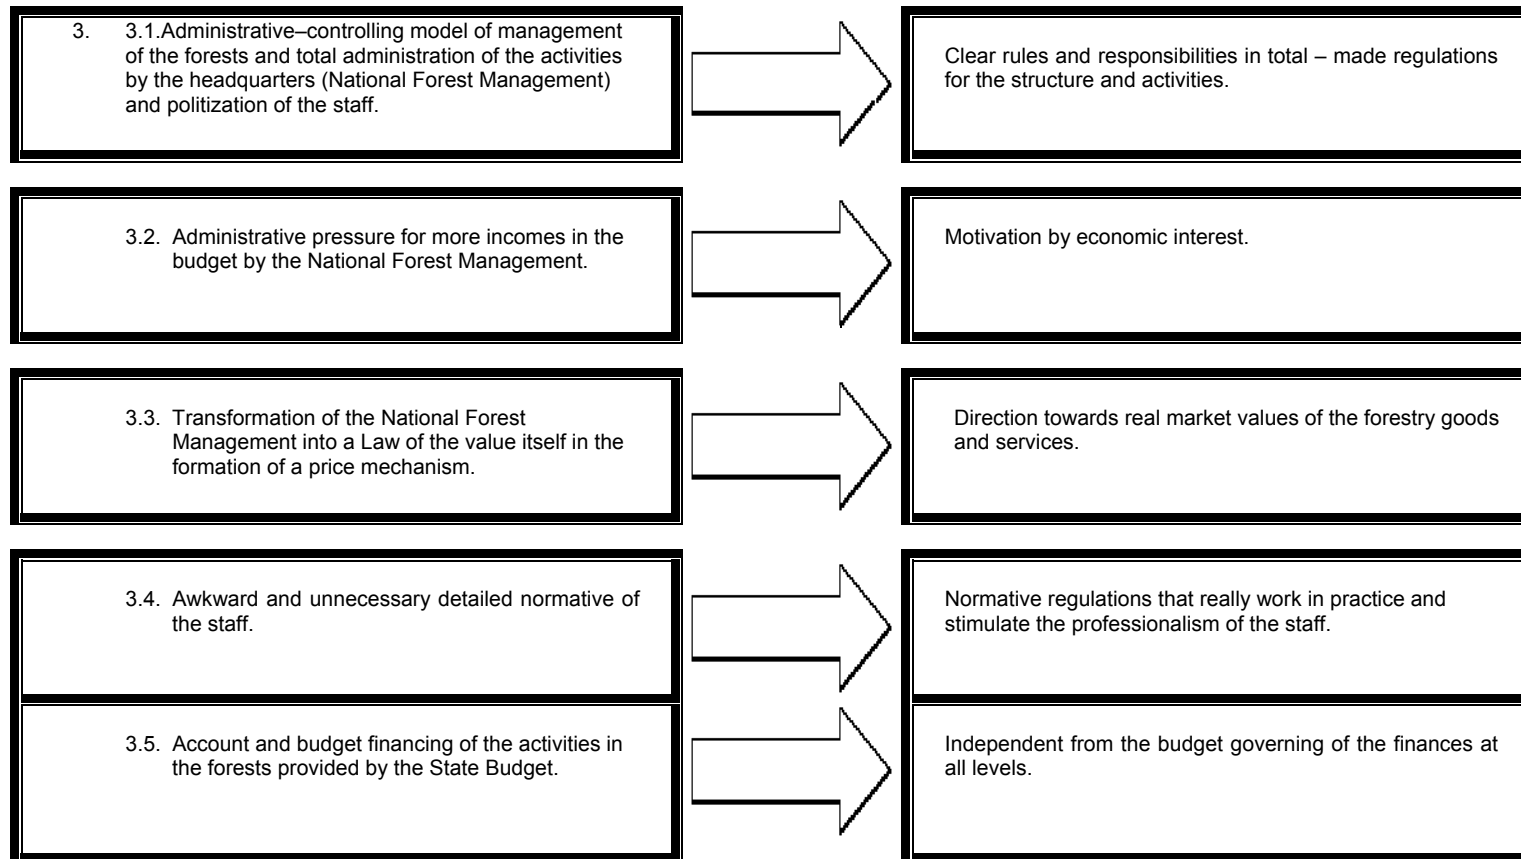 3. 3.1.Administrative–controlling model of management
of the forests and total administration of the activities
by the headquarters (National Forest Management)
and politization of the staff.
Clear rules and responsibilities in total – made regulations
for the structure and activities.
3.2. Administrative pressure for more incomes in the
budget by the National Forest Management.
Motivation by economic interest.
3.3. Transformation of the National Forest
Management into a Law of the value itself in the
formation of a price mechanism.
Direction towards real market values of the forestry goods
and services.
3.4. Awkward and unnecessary detailed normative of
the staff.
Normative regulations that really work in practice and
stimulate the professionalism of the staff.
3.5. Account and budget financing of the activities in
the forests provided by the State Budget.
Independent from the budget governing of the finances at
all levels.